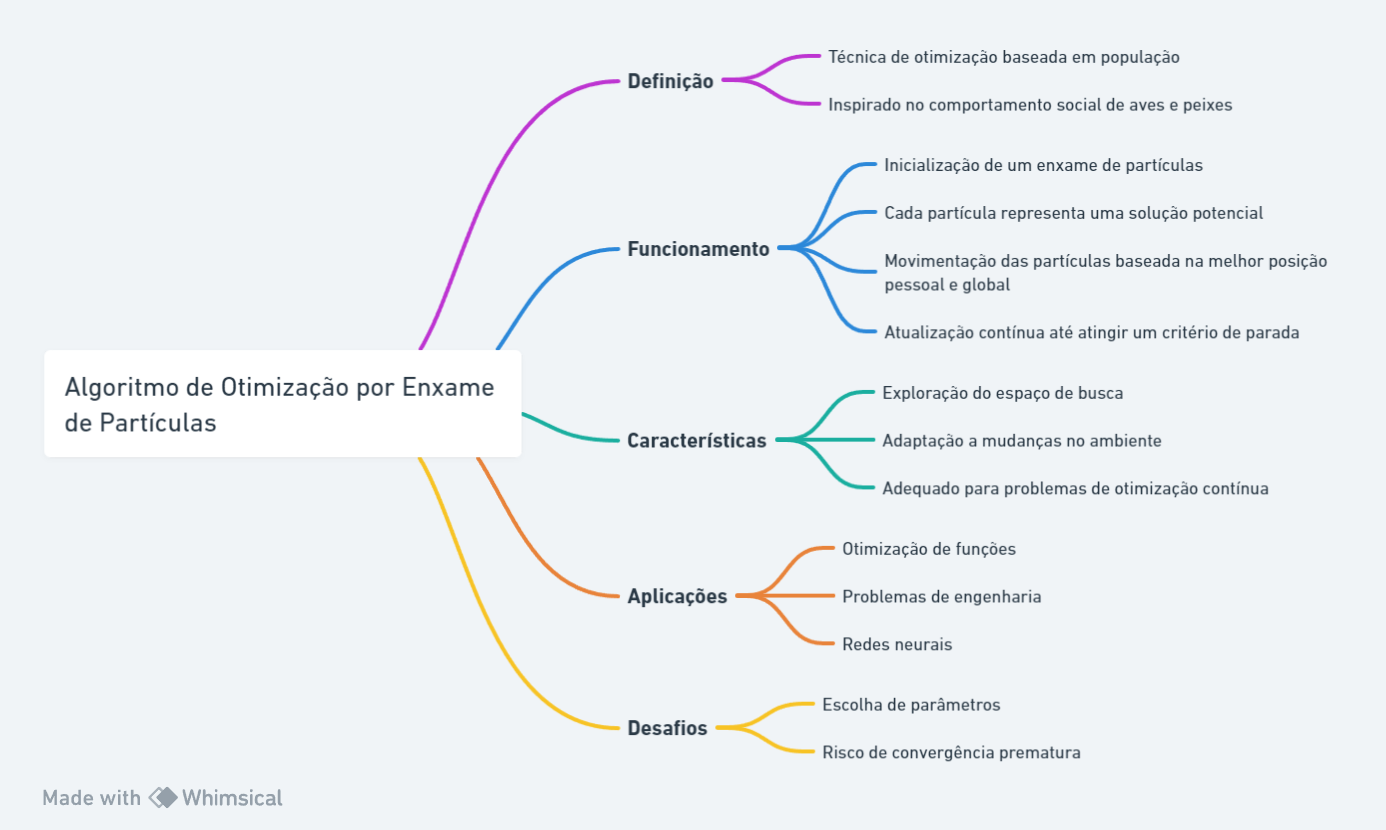 Técnica de otimização baseada em população
Definição
Inspirado no comportamento social de aves e peixes
Inicialização de um enxame de partículas
Cada partícula representa uma solução potencial
Funcionamento
Movimentação das partículas baseada na melhor posição
pessoal e global
Atualização contínua até atingir um critério de parada
Algoritmo de Otimização por Enxame
de Partículas
Exploração do espaço de busca
Características
Adaptação a mudanças no ambiente
Adequado para problemas de otimização contínua
Otimização de funções
Aplicações
Problemas de engenharia
Redes neurais
Escolha de parâmetros
Desafios
Risco de convergência prematura
Made with Whimsical